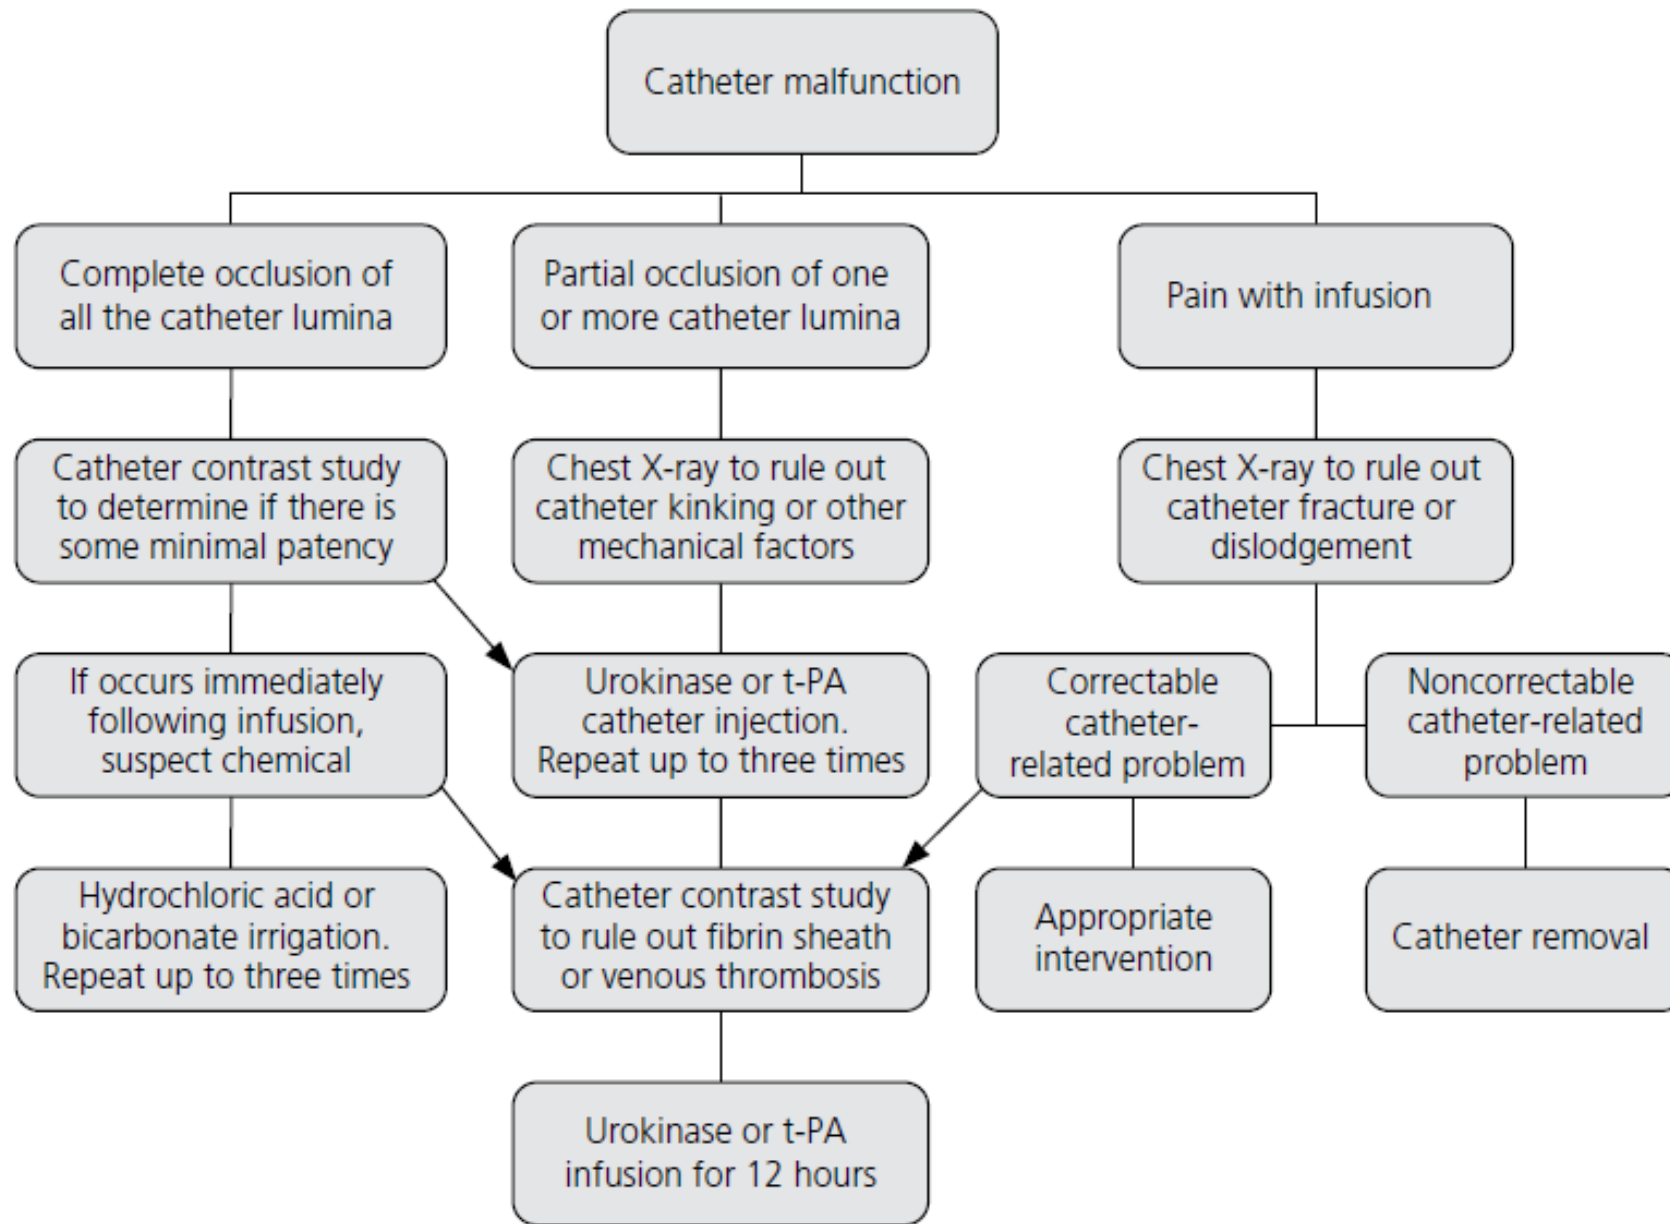 Catheter malfunction
Complete occlusion of
all the catheter lumina
Partial occlusion of one
or more catheter lumina
Pain with infusion
Catheter contrast study
to determine if there is
some minimal patency
Chest X-ray to rule out
catheter kinking or other
mechanical factors
Chest X-ray to rule out
catheter fracture or
dislodgement
If occurs immediately
following infusion,
suspect chemical
Urokinase or t-PA
catheter injection.
Repeat up to three times
Correctable
catheter-
related problem
Noncorrectable
catheter-related
problem
Hydrochloric acid or
bicarbonate irrigation.
Repeat up to three times
Catheter contrast study
to rule out fibrin sheath
or venous thrombosis
Appropriate
intervention
Catheter removal
Urokinase or t-PA
infusion for 12 hours